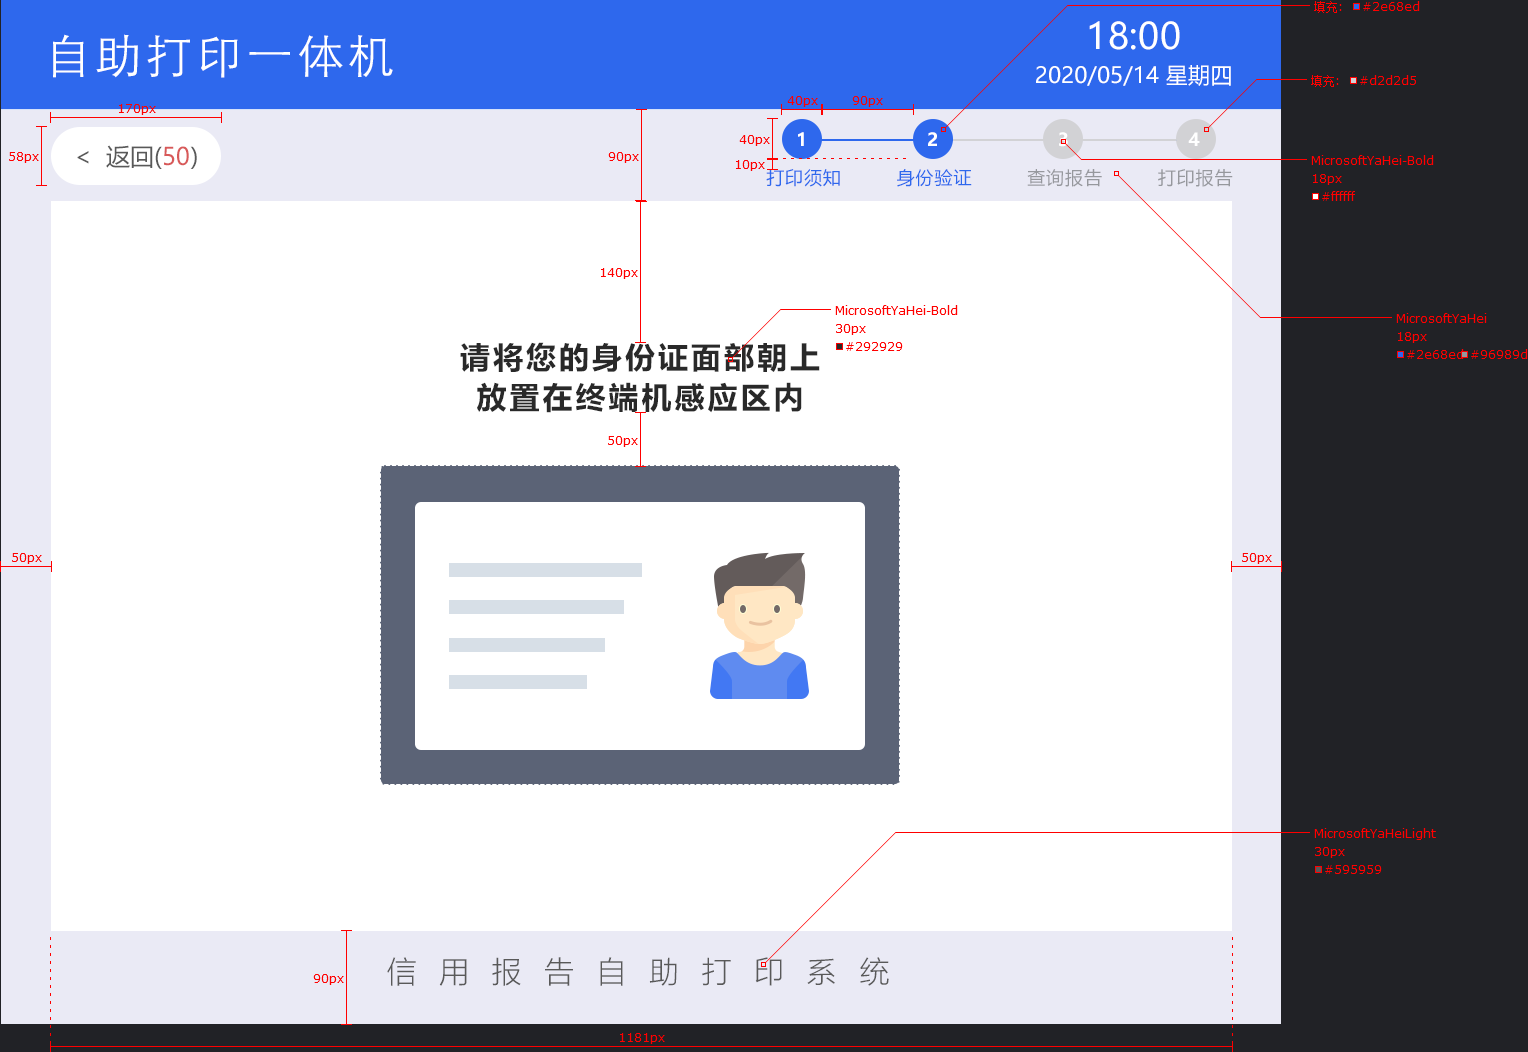 填充: #2e68ed
自助打印一体机
18:00
2020/05/14 星期四
填充: #d2d2d5
170px
40px
90px
58px
< 返回(50)
90px
40px
10px
1
2
3
4
打印须知
身份验证
查询报告
打印报告
MicrosoftYaHei-Bold
18px
#ffffff
140px
MicrosoftYaHei-Bold
30px
#292929
MicrosoftYaHei
18px
#2e68ed #96989d
请将您的身份证面部朝上
放置在终端机感应区内
50px
50px
50px
MicrosoftYaHeiLight
30px
#595959
信用报告自助打印系统
90px
1181px